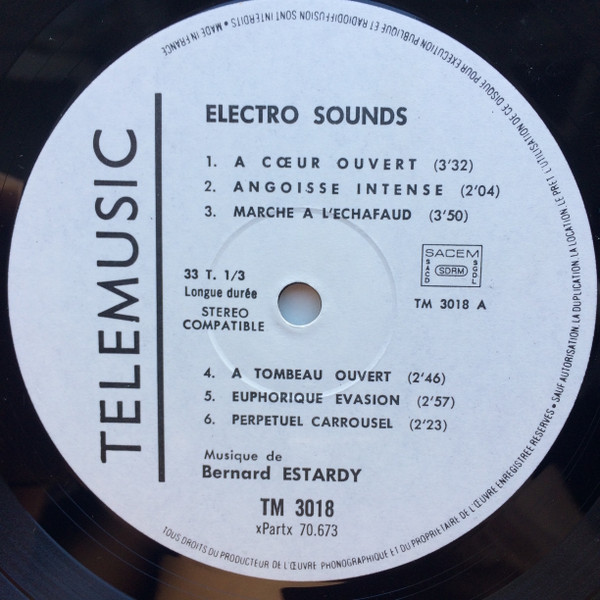 TELEMUSIC
ELECTRO SOUNDS
1. A CŒUR OUVERT (3'32)
2. ANGOISSE INTENSE (2'04)
3. MARCHE A L'ECHAFAUD (3'50)
33 T. 1/3
Longue durée
STEREO
COMPATIBLE
SACEM
SACD
SDRM
SGDL
TM 3018 A
4. A TOMBEAU OUVERT (2'46)
5. EUPHORIQUE EVASION (2'57)
6. PERPETUEL CARROUSEL (2'23)
Musique de
Bernard ESTARDY
TM 3018
xPartx 70.673
TOUS DROITS DU PRODUCTEUR DE L'ŒUVRE PHONOGRAPHIQUE ET DU PROPRIETAIRE DE L'ŒUVRE ENREGISTREE RESERVES • SAUF AUTORISATION, LA DUPLICATION, LA LOCATION, LE PRET, L'UTILISATION DE CE DISQUE POUR EXECUTION PUBLIQUE ET RADIODIFFUSION SONT INTERDITS • MADE IN FRANCE